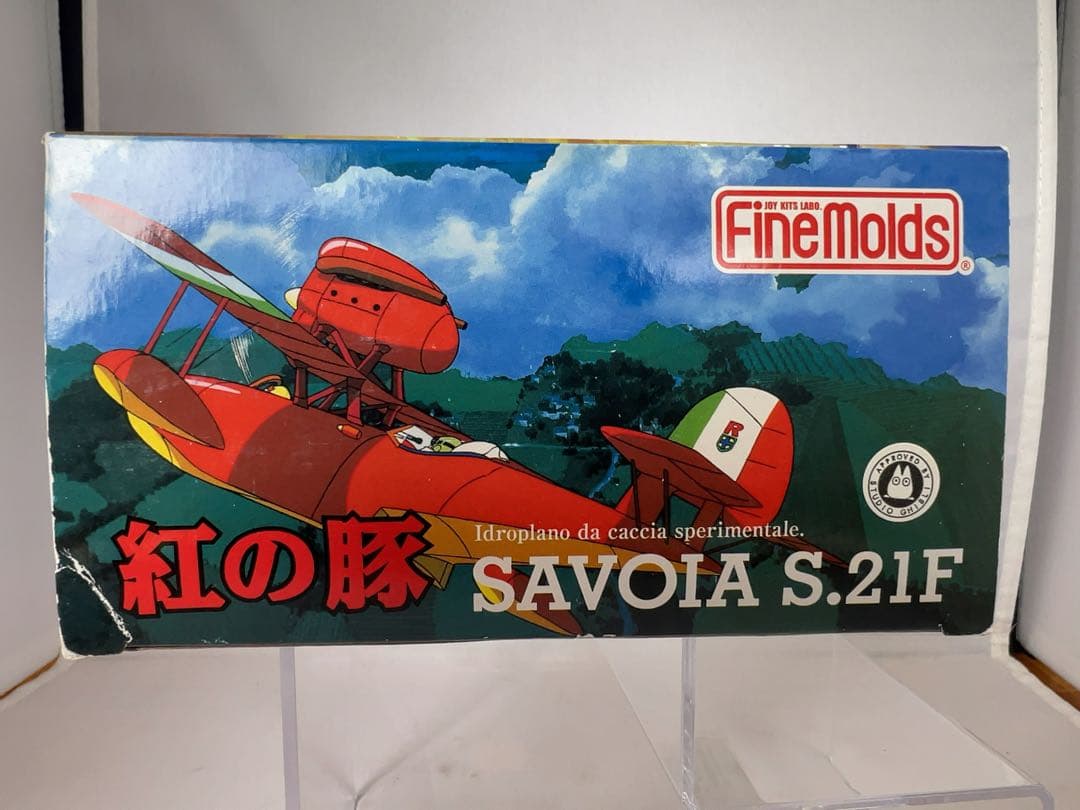 JOY KITS LABO.
FineMolds
®
R
APPROVED BY
STUDIO GHIBLI
Idroplano da caccia sperimentale.
紅の豚
SAVOIA S.21F